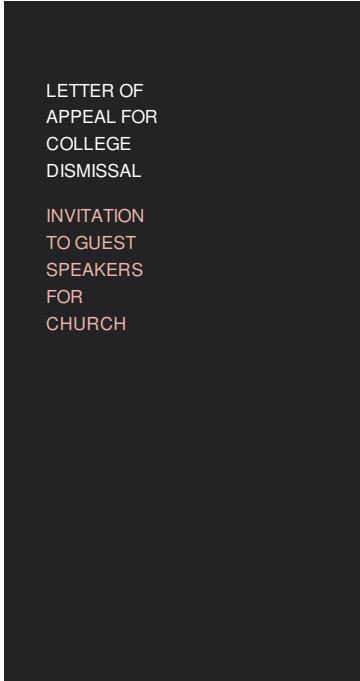 LETTER OF
APPEAL FOR
COLLEGE
DISMISSAL
INVITATION
TO GUEST
SPEAKERS
FOR
CHURCH